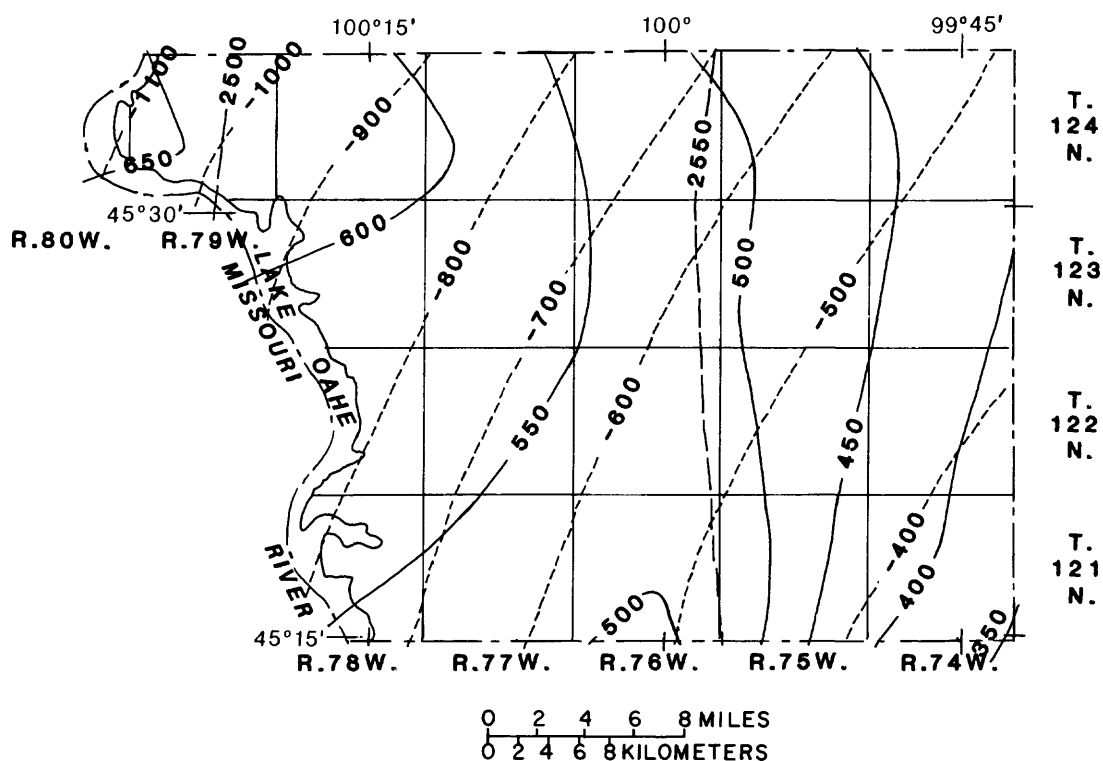 100°15' 100° 99°45'
-1100 2500 -1000 -900 2550
T. 124 N.
650
45°30'
R.80W. R.79W.
600 500
T. 123 N.
LAKE OAHE
MISSOURI RIVER
-800 -700 -500
T. 122 N.
550 -600 450
T. 121 N.
-400 400
500 350
45°15'
R.78W. R.77W. R.76W. R.75W. R.74W.
0 2 4 6 8 MILES
0 2 4 6 8 KILOMETERS